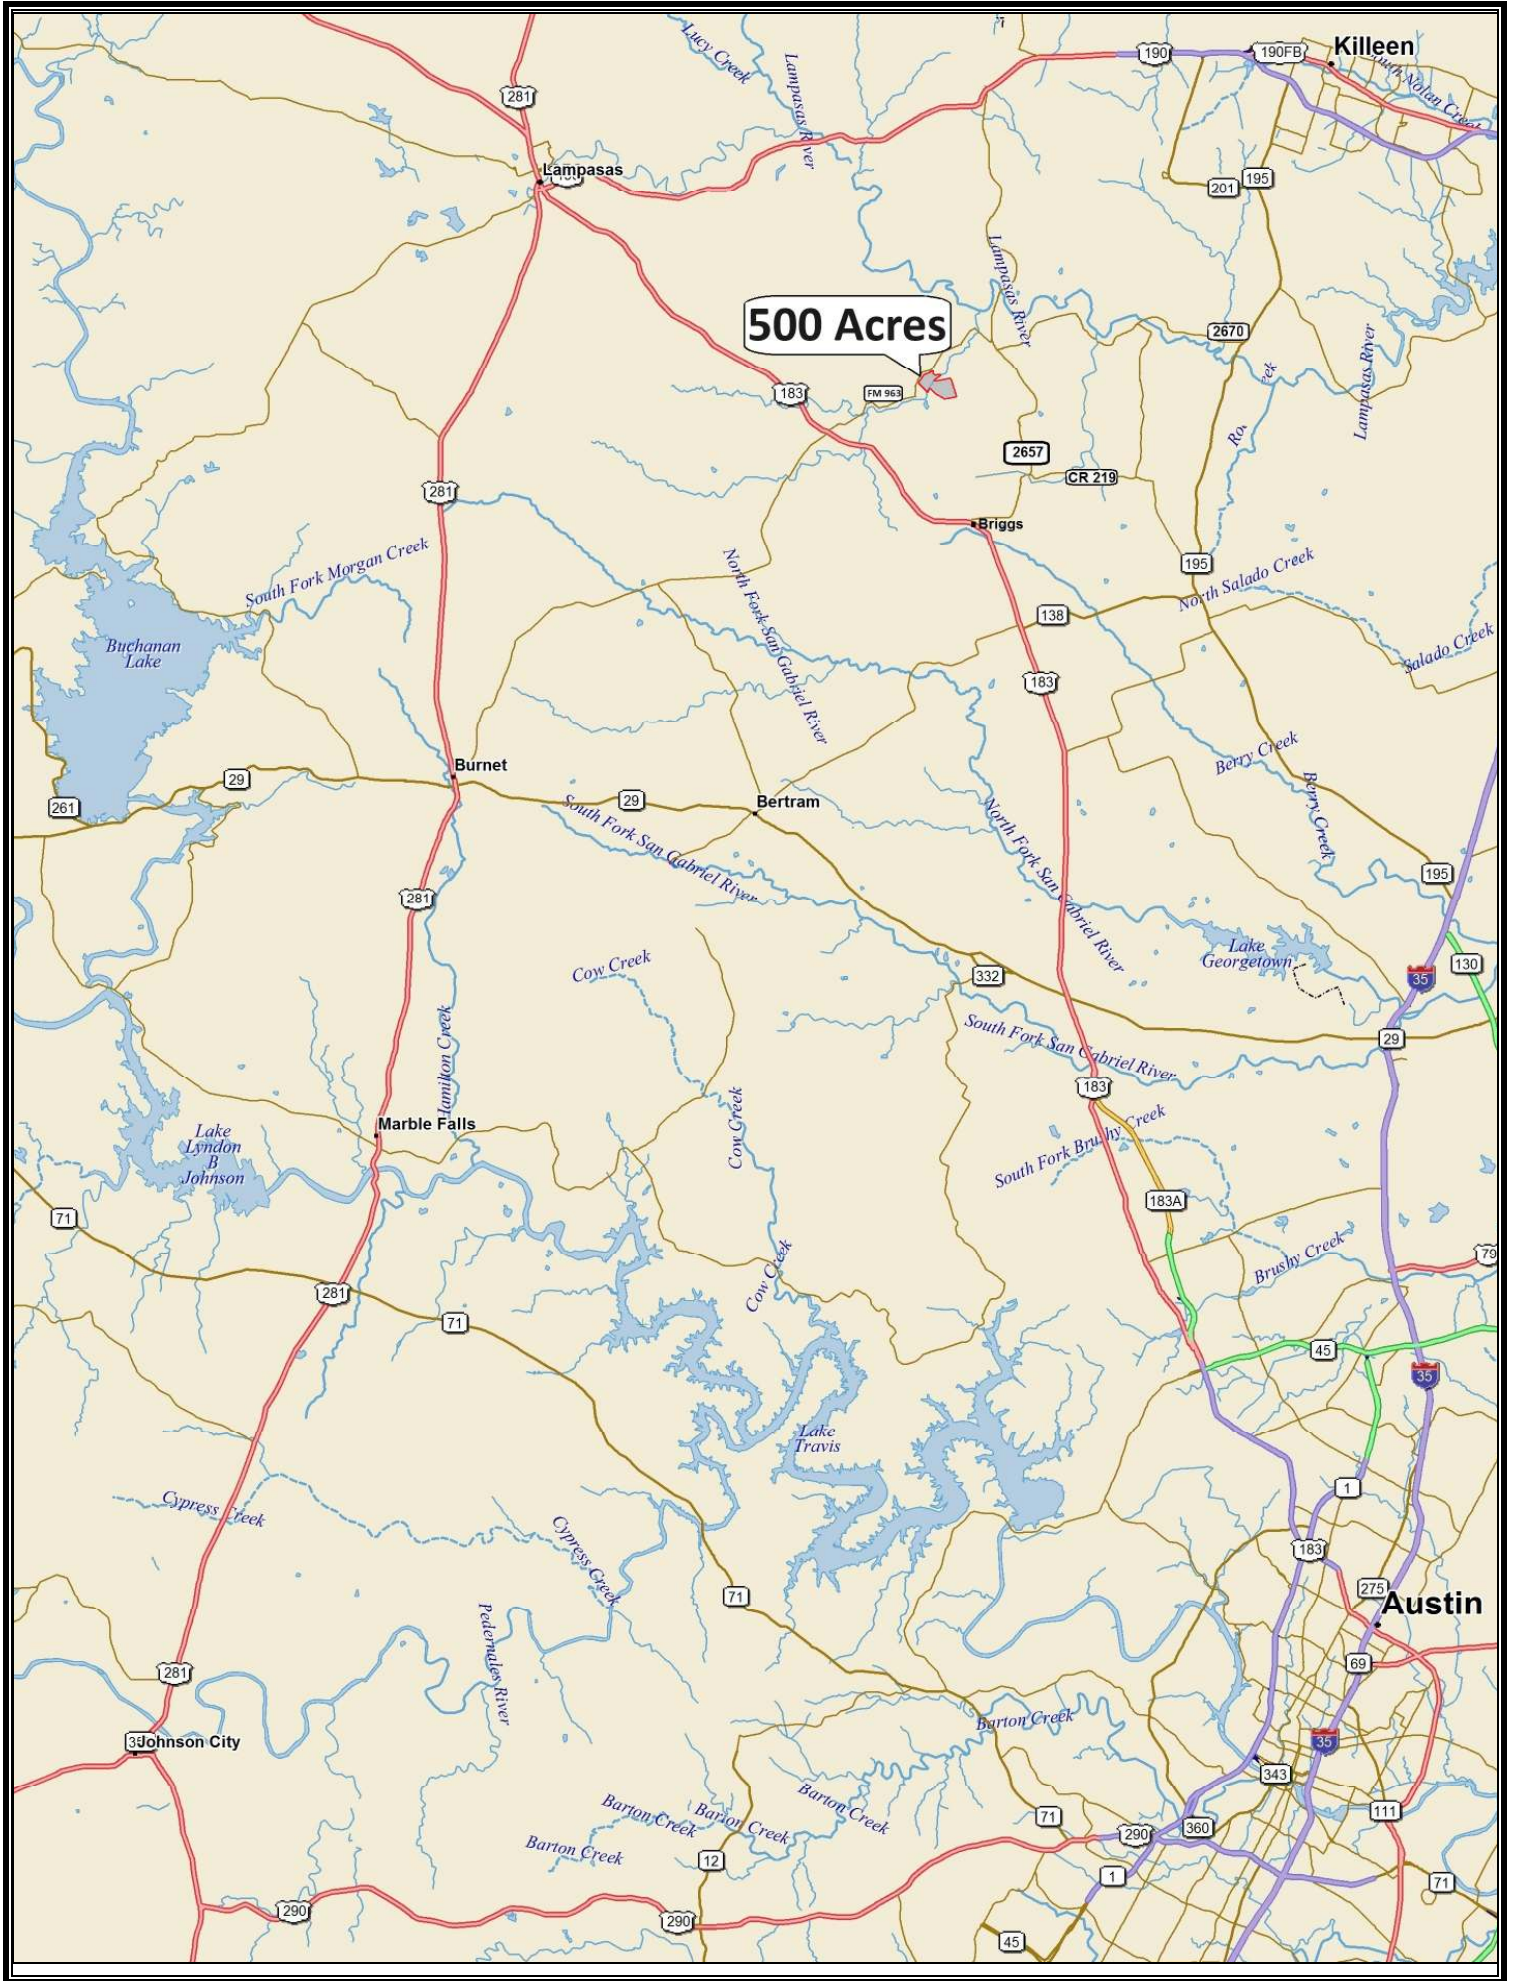 Lucy Creek
Lampasas River
190
190FB
Killeen
South Nolan Creek
281
Lampasas
201
195
Lampasas River
500 Acres
2670
Lampasas River
183
FM 963
2657
CR 219
281
Briggs
South Fork Morgan Creek
North Fork San Gabriel River
195
North Salado Creek
138
Salado Creek
Buchanan
Lake
183
Berry Creek
Berry Creek
Burnet
29
261
29
Bertram
South Fork San Gabriel River
North Fork San Gabriel River
195
281
Lake
Georgetown
35
130
Cow Creek
332
29
South Fork San Gabriel River
Hamilton Creek
183
Cow Creek
South Fork Brushy Creek
Marble Falls
Lake
Lyndon
B
Johnson
183A
71
Brushy Creek
79
Cow Creek
281
71
45
35
Lake
Travis
1
Cypress Creek
Cypress Creek
183
275
Austin
71
Pedernales River
69
281
Barton Creek
35
Johnson City
343
Barton Creek
Barton Creek
Barton Creek
Barton Creek
71
290
360
111
12
1
71
290
290
45